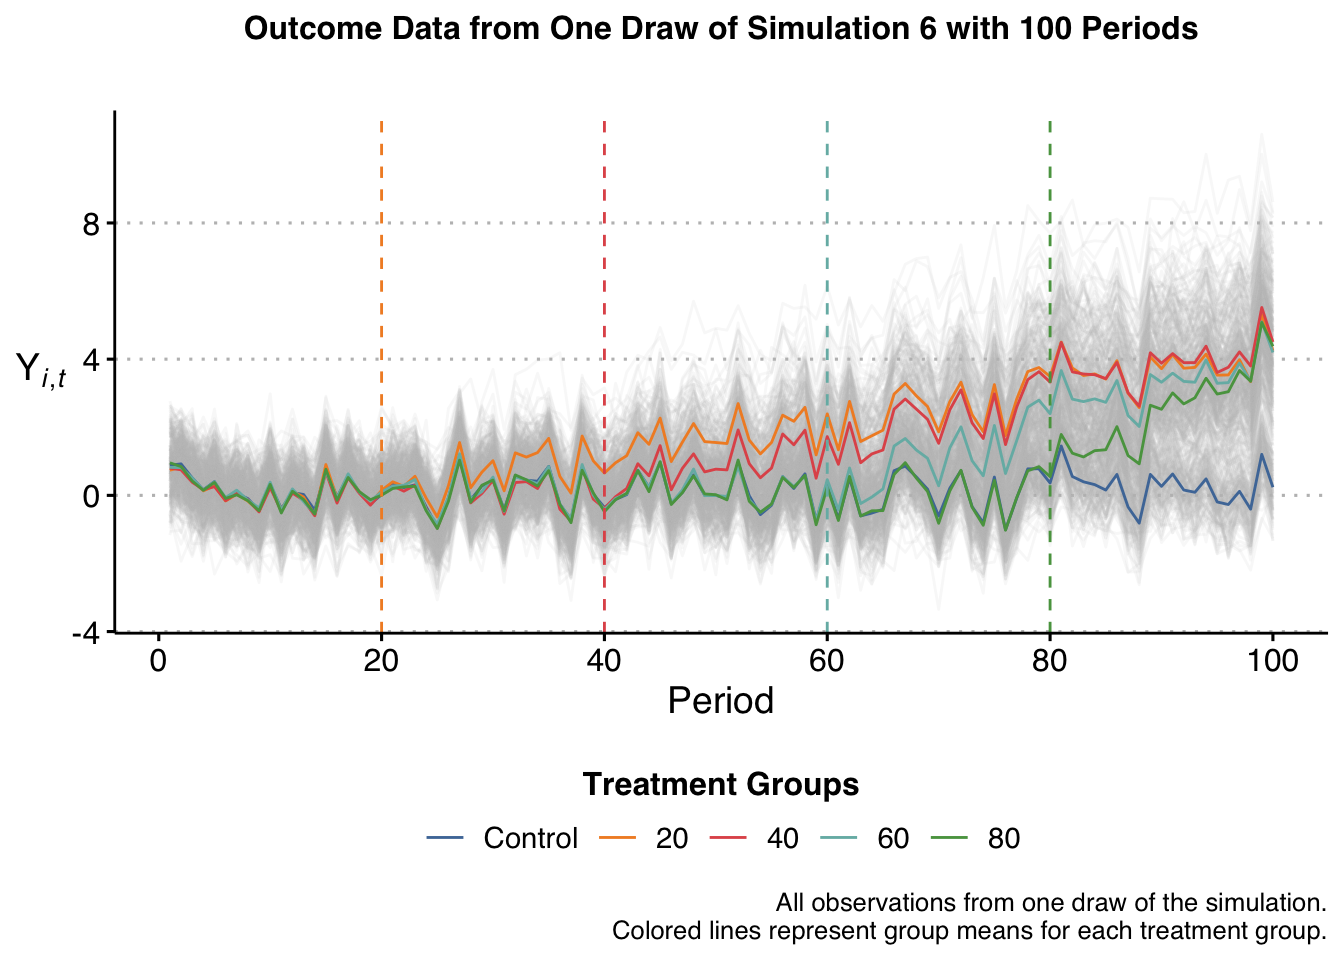 Outcome Data from One Draw of Simulation 6 with 100 Periods
8
4
0
-4
Y i,t
0 20 40 60 80 100
Period
Treatment Groups
Control 20 40 60 80
All observations from one draw of the simulation.
Colored lines represent group means for each treatment group.